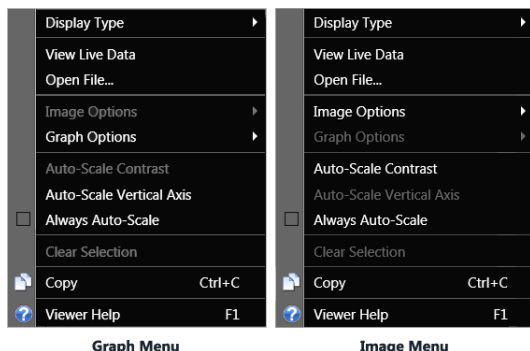 Display Type
View Live Data
Open File...
Image Options
Graph Options
Auto-Scale Contrast
Auto-Scale Vertical Axis
Always Auto-Scale
Clear Selection
Copy Ctrl+C
Viewer Help F1
Graph Menu
Display Type
View Live Data
Open File...
Image Options
Graph Options
Auto-Scale Contrast
Auto-Scale Vertical Axis
Always Auto-Scale
Clear Selection
Copy Ctrl+C
Viewer Help F1
Image Menu